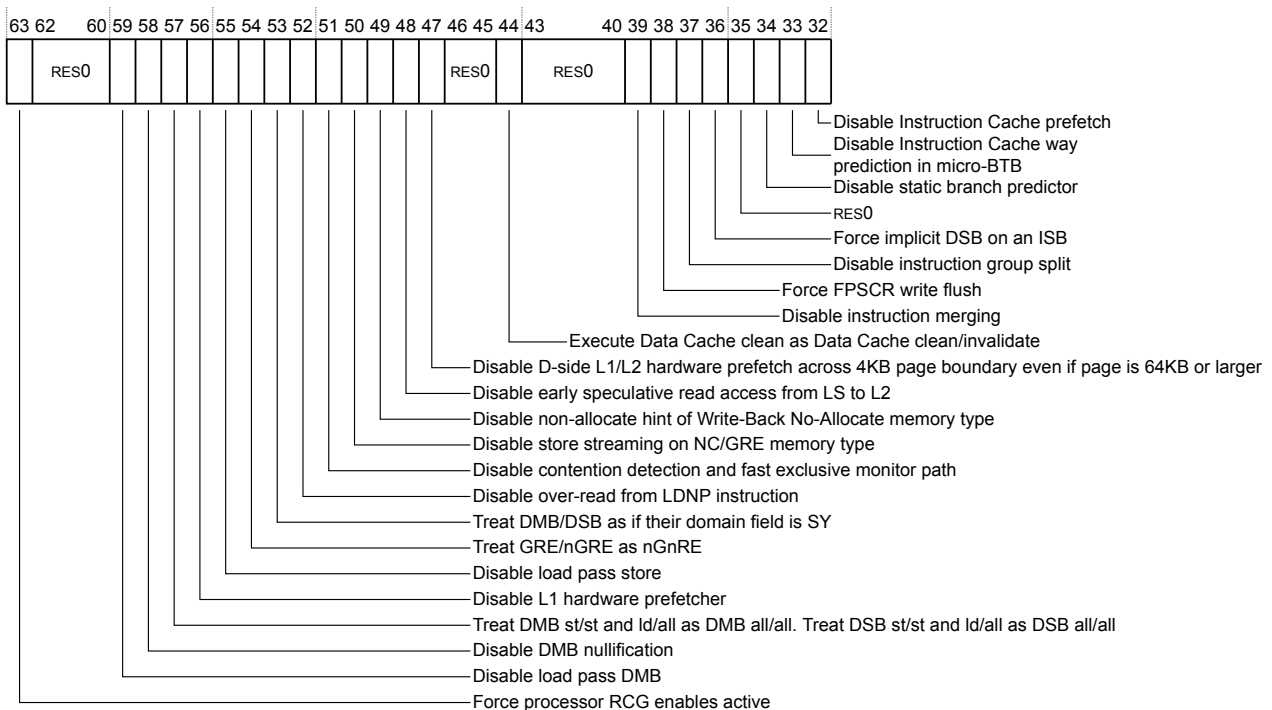 63 62 60 59 58 57 56 55 54 53 52 51 50 49 48 47 46 45 44 43 40 39 38 37 36 35 34 33 32
RES0 RES0 RES0
Disable Instruction Cache prefetch
Disable Instruction Cache way
prediction in micro-BTB
Disable static branch predictor
RES0
Force implicit DSB on an ISB
Disable instruction group split
Force FPSCR write flush
Disable instruction merging
Execute Data Cache clean as Data Cache clean/invalidate
Disable D-side L1/L2 hardware prefetch across 4KB page boundary even if page is 64KB or larger
Disable early speculative read access from LS to L2
Disable non-allocate hint of Write-Back No-Allocate memory type
Disable store streaming on NC/GRE memory type
Disable contention detection and fast exclusive monitor path
Disable over-read from LDNP instruction
Treat DMB/DSB as if their domain field is SY
Treat GRE/nGRE as nGnRE
Disable load pass store
Disable L1 hardware prefetcher
Treat DMB st/st and ld/all as DMB all/all. Treat DSB st/st and ld/all as DSB all/all
Disable DMB nullification
Disable load pass DMB
Force processor RCG enables active